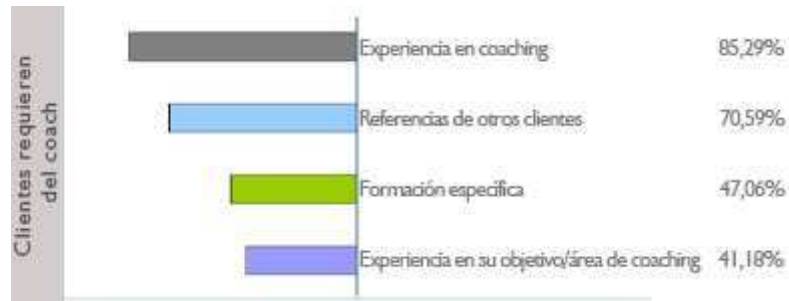 Clientes requieren
del coach
Experiencia en coaching 85,29%
Referencias de otros clientes 70,59%
Formación específica 47,06%
Experiencia en su objetivo/área de coaching 41,18%